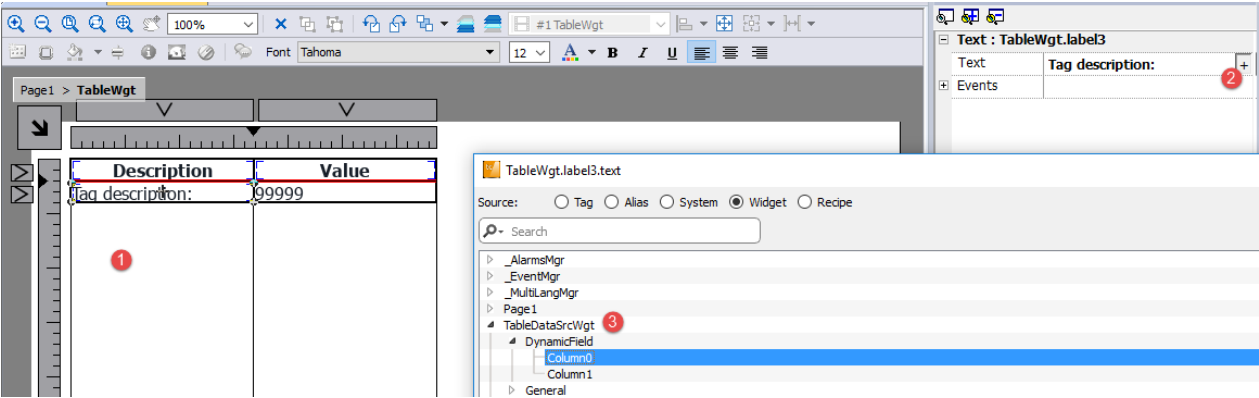 100%
#1 TableWgt
Font Tahoma
12
A B I U
Page1 > TableWgt
Description Value
Tag description: 99999
1
Text : TableWgt.label3
Text Tag description: +
2
Events
TableWgt.label3.text
Source: Tag Alias System Widget Recipe
Search
_AlarmsMgr
_EventMgr
_MultiLangMgr
Page1
TableDataSrcWgt 3
DynamicField
Column0
Column1
General